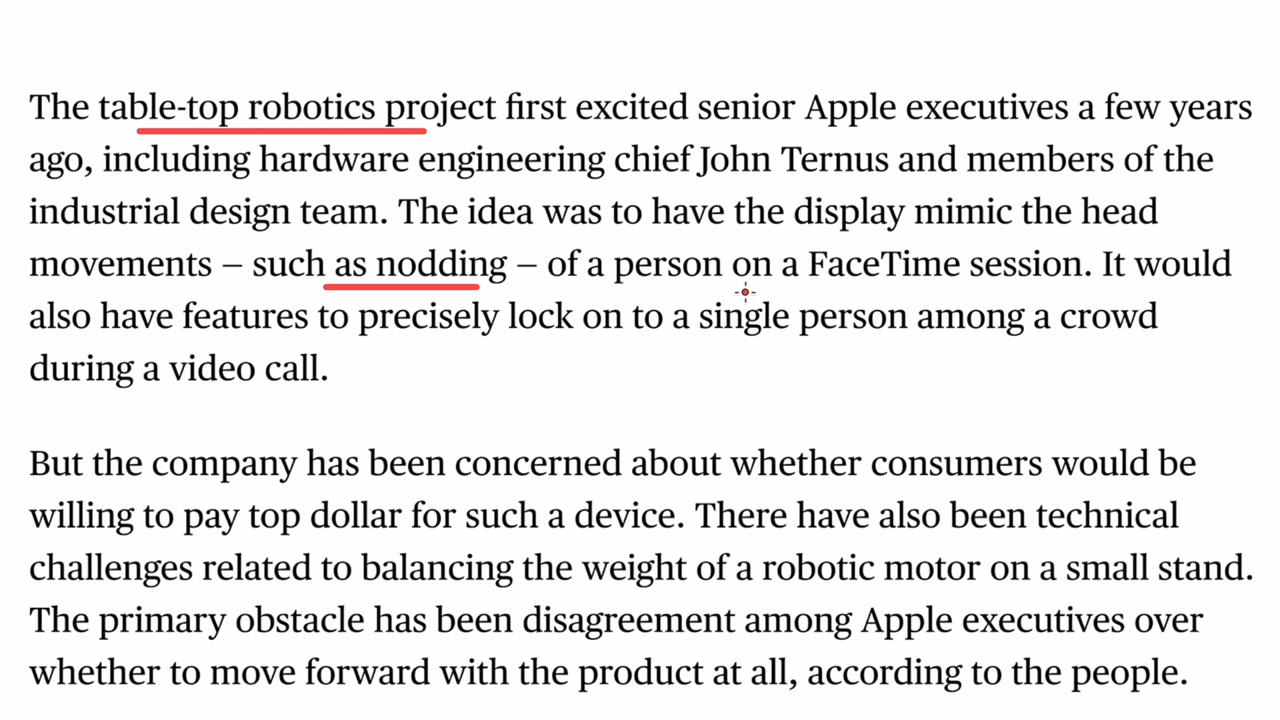 The table-top robotics project first excited senior Apple executives a few years
ago, including hardware engineering chief John Ternus and members of the
industrial design team. The idea was to have the display mimic the head
movements – such as nodding – of a person on a FaceTime session. It would
also have features to precisely lock on to a single person among a crowd
during a video call.
But the company has been concerned about whether consumers would be
willing to pay top dollar for such a device. There have also been technical
challenges related to balancing the weight of a robotic motor on a small stand.
The primary obstacle has been disagreement among Apple executives over
whether to move forward with the product at all, according to the people.